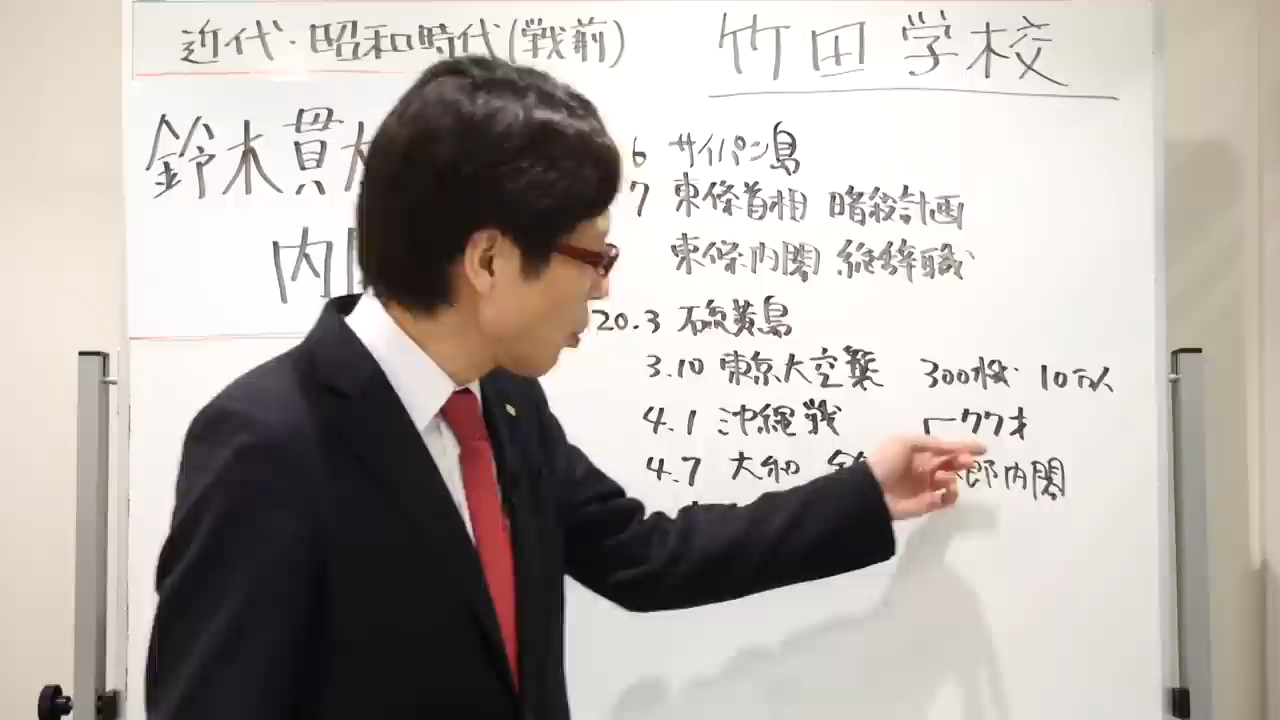 近代・昭和時代(戦前)
竹田学校
鈴木貫
内
6 サイパン島
7 東條首相 暗殺計画
東條内閣 総辞職
20.3 硫黄島
3.10 東京大空襲 300機・10万人
4.1 沖縄戦 77才
4.7 大和 郎内閣